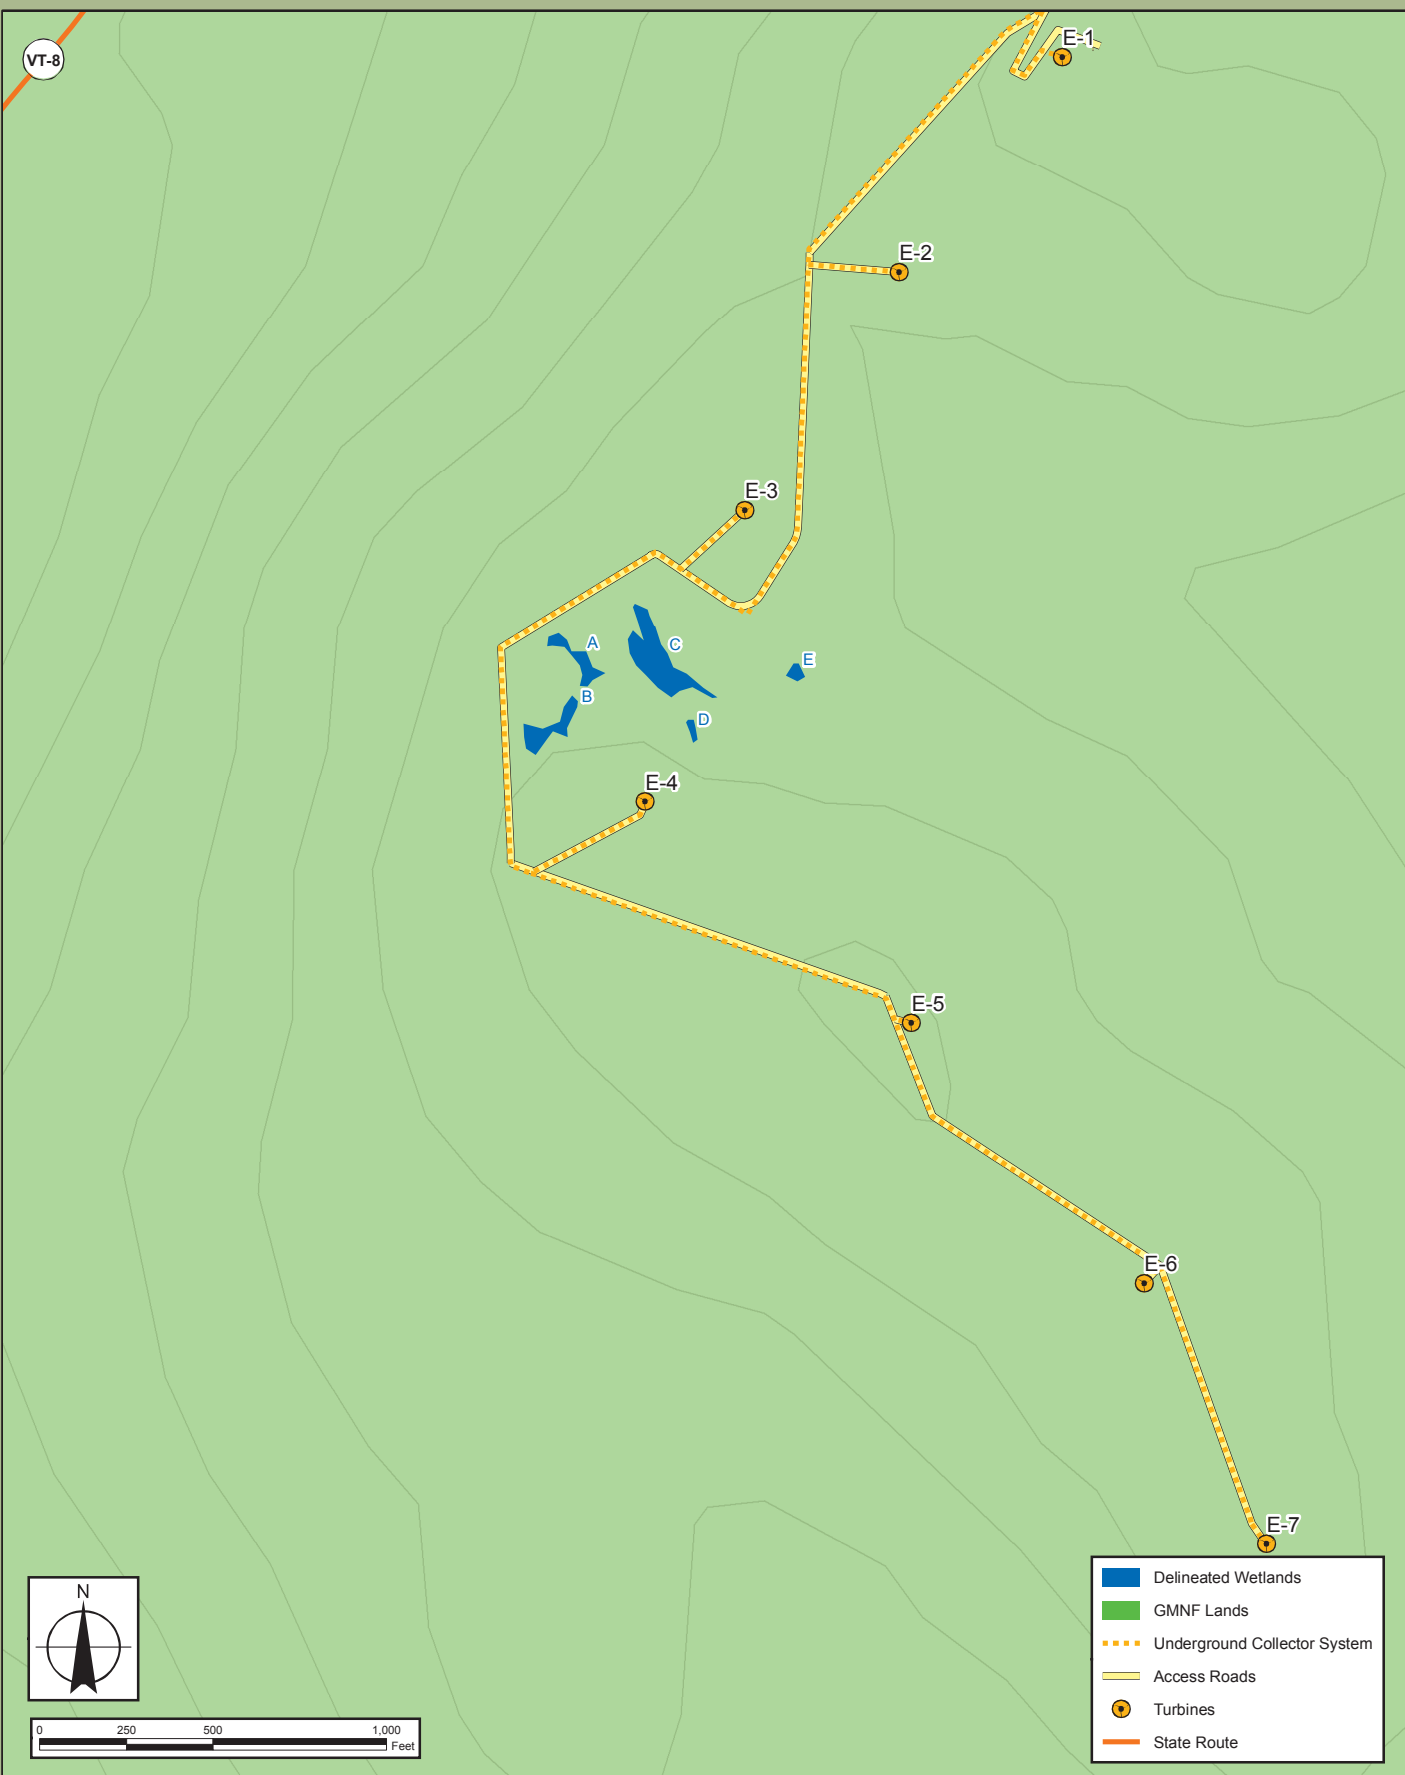 VT-8
E-1
E-2
E-3
A
C
E
B
D
E-4
E-5
E-6
E-7
N
0 250 500 1,000
Feet
Delineated Wetlands
GMNF Lands
Underground Collector System
Access Roads
Turbines
State Route